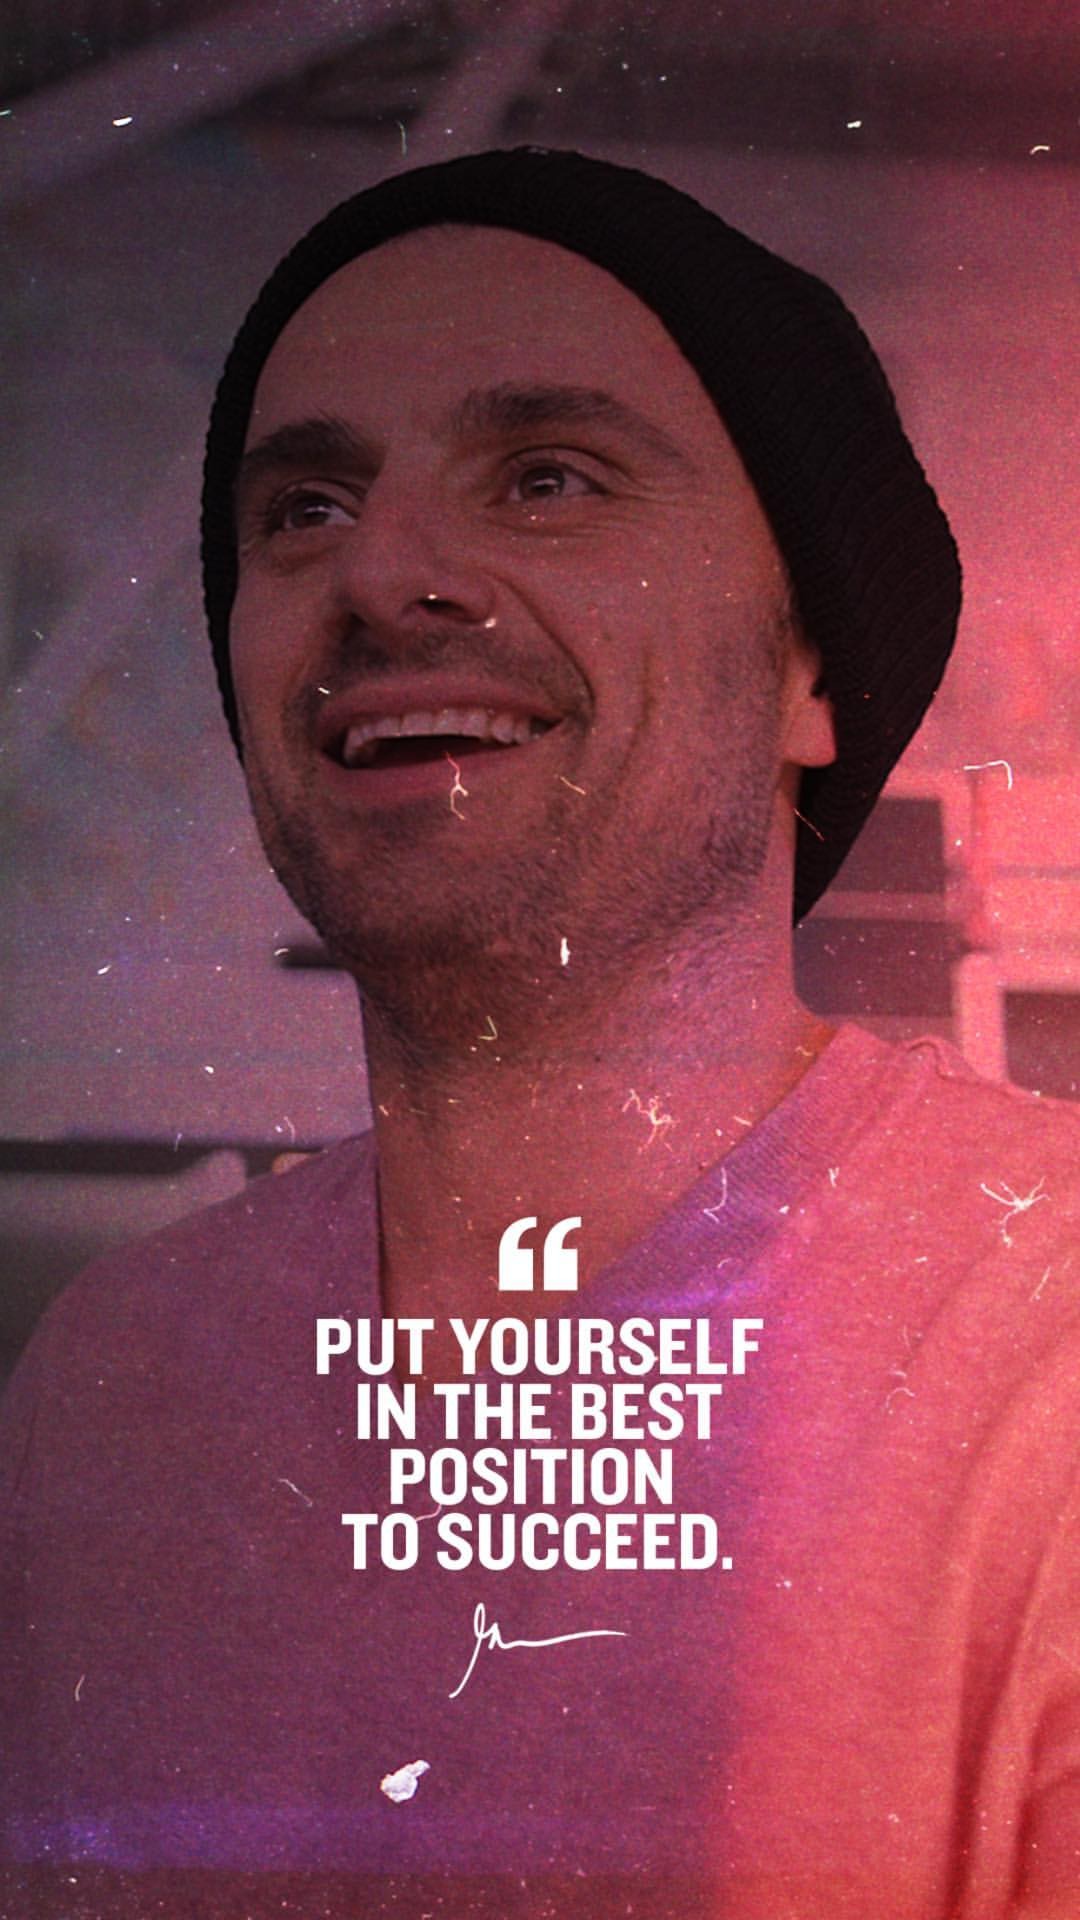 “
PUT YOURSELF
IN THE BEST
POSITION
TO SUCCEED.